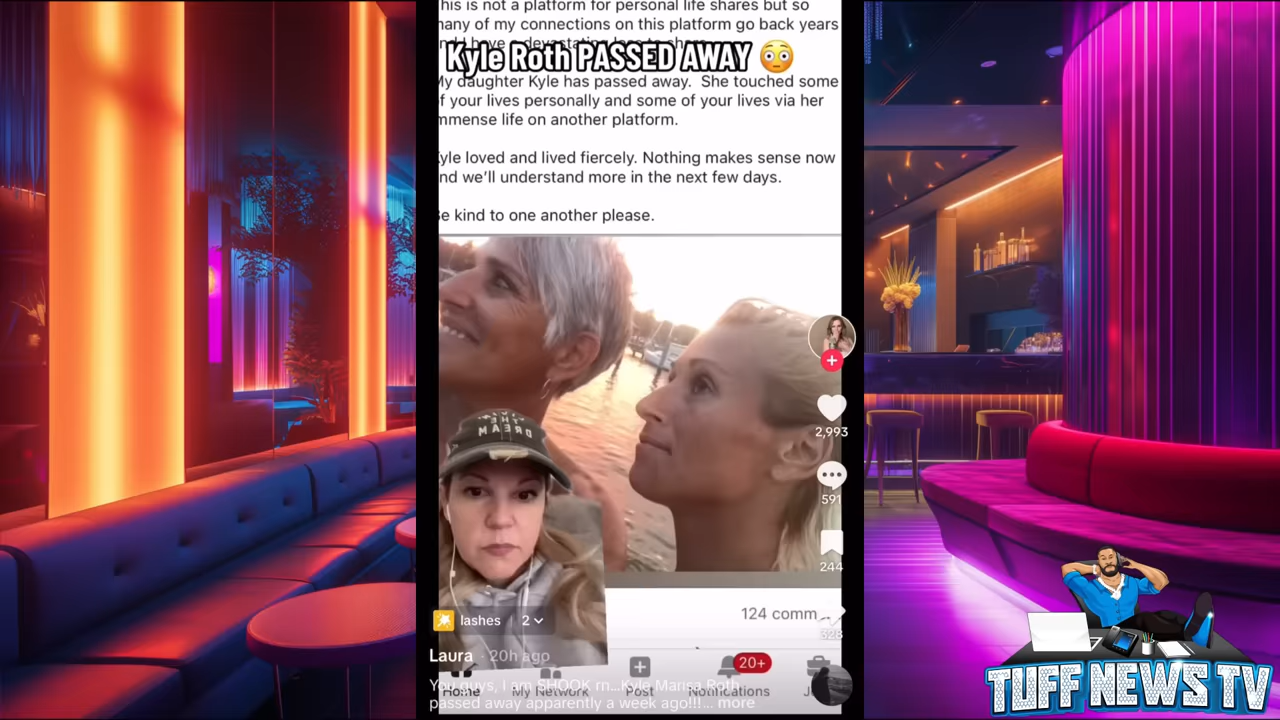 his is not a platform for personal life shares but so
many of my connections on this platform go back years
Kyle Roth PASSED AWAY 😳
My daughter Kyle has passed away. She touched some
of your lives personally and some of your lives via her
mmense life on another platform.
Kyle loved and lived fiercely. Nothing makes sense now
nd we'll understand more in the next few days.
Be kind to one another please.
DREAM
2,993
591
244
124 comm
328
lashes | 2
Laura · 20h ago
20+
Home My Network Post Notifications
You guys, I am SHOOK rn...Kyle Marisa Roth
passed away apparently a week ago!!!... more
TUFF NEWS TV